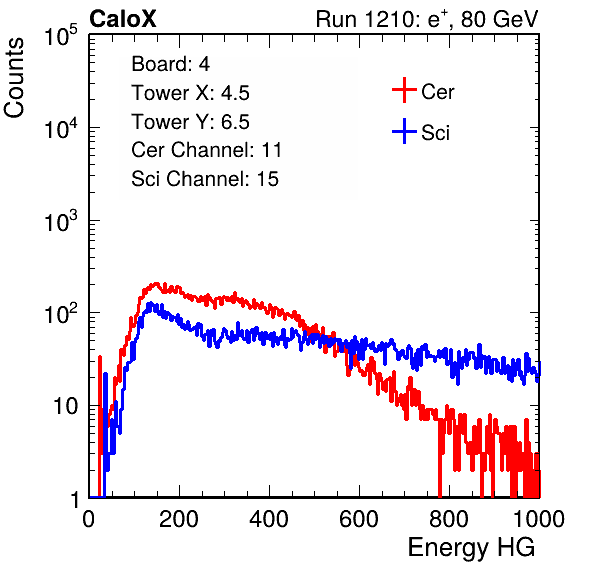 CaloX
Run 1210: e⁺, 80 GeV
Counts
10⁵
10⁴
10³
10²
10
1
Board: 4
Tower X: 4.5
Tower Y: 6.5
Cer Channel: 11
Sci Channel: 15
Cer
Sci
0 200 400 600 800 1000
Energy HG